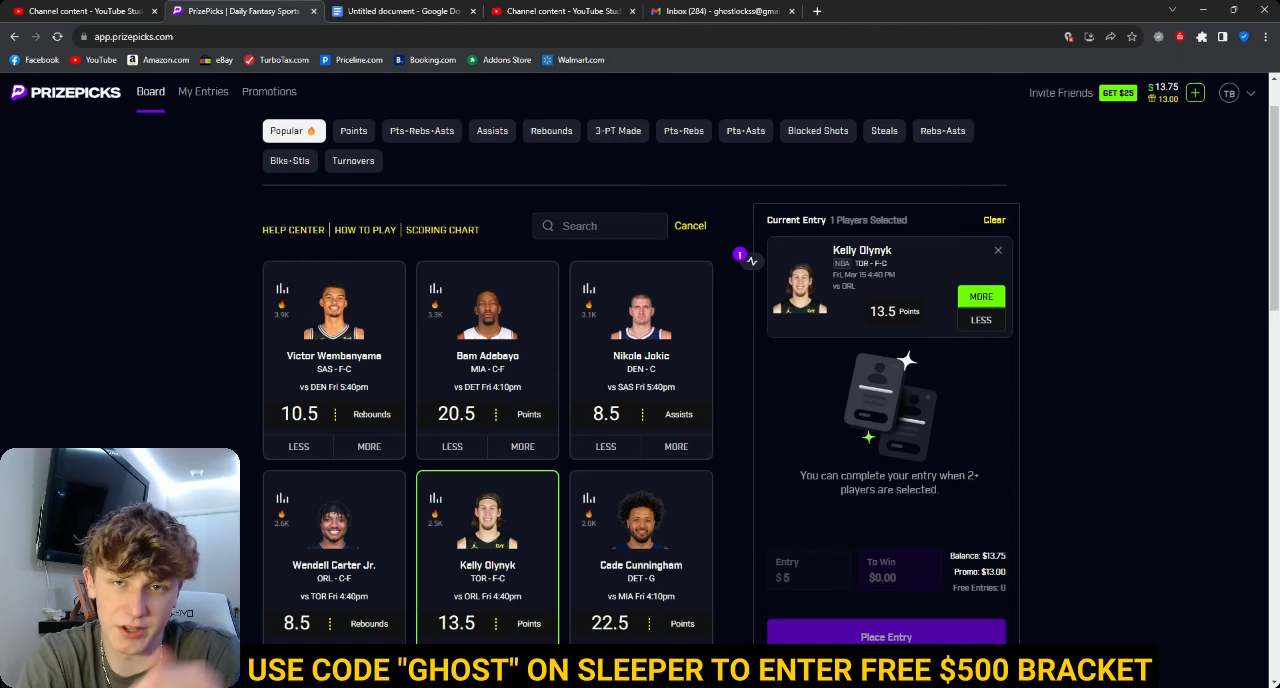 Channel content - YouTube Stud
PrizePicks | Daily Fantasy Sports
Untitled document - Google Do
Channel content - YouTube Stud
Inbox (284) - ghostlockss@gmai
app.prizepicks.com
Facebook YouTube Amazon.com eBay TurboTax.com Priceline.com Booking.com Addons Store Walmart.com
PRIZEPICKS Board My Entries Promotions
Invite Friends GET $25 $ 13.75
13.00
TB
Popular Points Pts+Rebs+Asts Assists Rebounds 3-PT Made Pts+Rebs Pts+Asts Blocked Shots Steals Rebs+Asts
Blks+Stls Turnovers
HELP CENTER | HOW TO PLAY | SCORING CHART
Search
Cancel
3.9K
Victor Wembanyama
SAS - F-C
vs DEN Fri 5:40pm
10.5 Rebounds
LESS MORE
3.3K
Bam Adebayo
MIA - C-F
vs DET Fri 4:10pm
20.5 Points
LESS MORE
3.1K
Nikola Jokic
DEN - C
vs SAS Fri 5:40pm
8.5 Assists
LESS MORE
2.6K
Wendell Carter Jr.
ORL - C-F
vs TOR Fri 4:40pm
8.5 Rebounds
2.5K
Kelly Olynyk
TOR - F-C
vs ORL Fri 4:40pm
13.5 Points
2.0K
Cade Cunningham
DET - G
vs MIA Fri 4:10pm
22.5 Points
Current Entry 1 Players Selected
Clear
1
Kelly Olynyk
NBA TOR - F-C
Fri, Mar 15 4:40 PM
vs ORL
13.5 Points
MORE
LESS
You can complete your entry when 2+
players are selected.
Entry
$ 5
To Win
$0.00
Balance: $13.75
Promo: $13.00
Free Entries: 0
Place Entry
USE CODE "GHOST" ON SLEEPER TO ENTER FREE $500 BRACKET